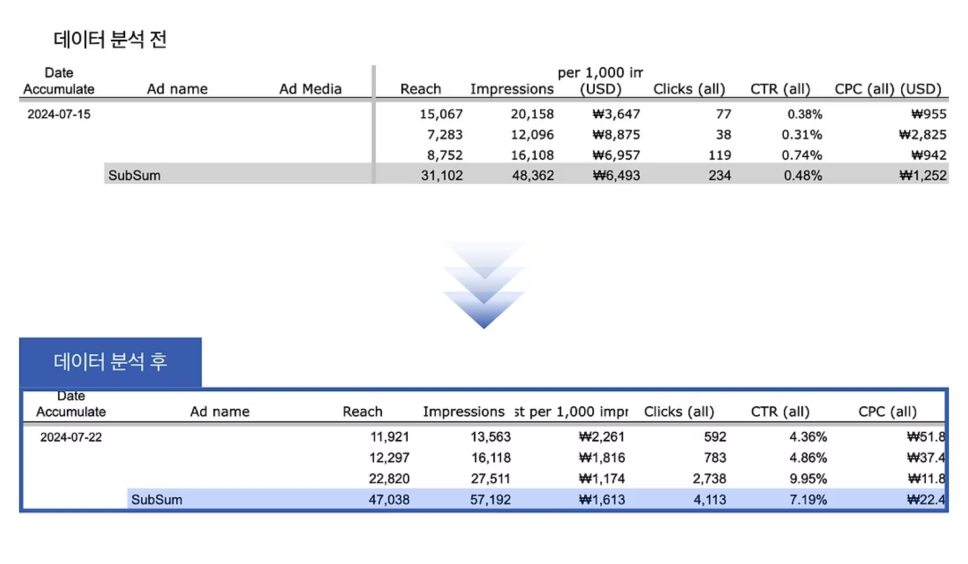 데이터 분석 전
Date Accumulate Ad name Ad Media Reach Impressions per 1,000 im (USD) Clicks (all) CTR (all) CPC (all) (USD)
2024-07-15 15,067 20,158 ₩3,647 77 0.38% ₩955
7,283 12,096 ₩8,875 38 0.31% ₩2,825
8,752 16,108 ₩6,957 119 0.74% ₩942
SubSum 31,102 48,362 ₩6,493 234 0.48% ₩1,252
데이터 분석 후
Date Accumulate Ad name Reach Impressions st per 1,000 impr Clicks (all) CTR (all) CPC (all)
2024-07-22 11,921 13,563 ₩2,261 592 4.36% ₩51.8
12,297 16,118 ₩1,816 783 4.86% ₩37.4
22,820 27,511 ₩1,174 2,738 9.95% ₩11.8
SubSum 47,038 57,192 ₩1,613 4,113 7.19% ₩22.4